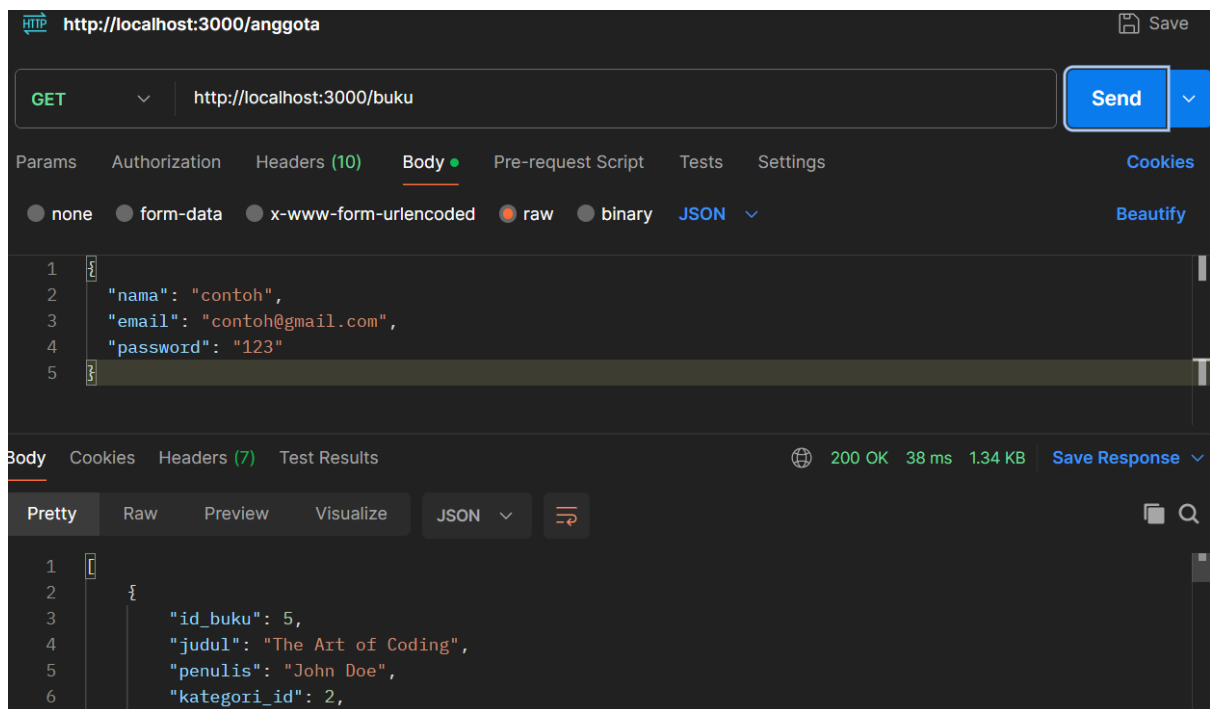 HTTP http://localhost:3000/anggota Save
GET http://localhost:3000/buku Send
Params Authorization Headers (10) Body Pre-request Script Tests Settings Cookies
none form-data x-www-form-urlencoded raw binary JSON Beautify
1 {
2 "nama": "contoh",
3 "email": "contoh@gmail.com",
4 "password": "123"
5 }
Body Cookies Headers (7) Test Results 200 OK 38 ms 1.34 KB Save Response
Pretty Raw Preview Visualize JSON
1 [
2 {
3 "id_buku": 5,
4 "judul": "The Art of Coding",
5 "penulis": "John Doe",
6 "kategori_id": 2,